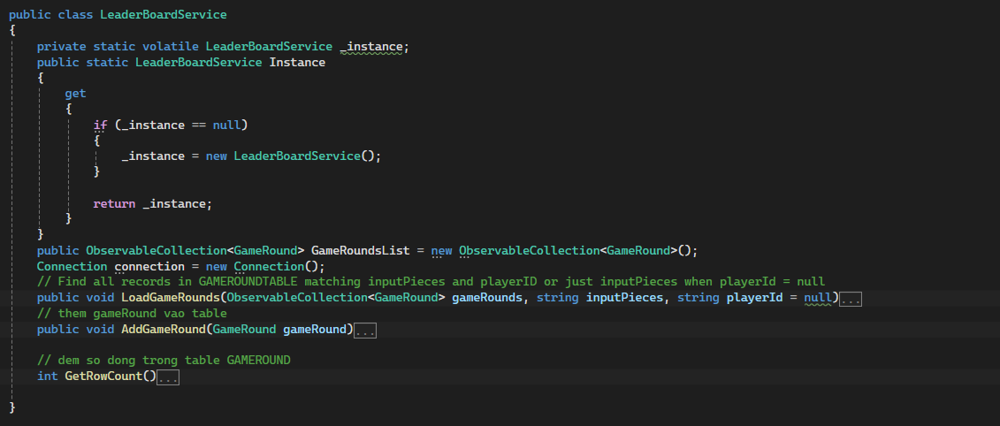 public class LeaderBoardService
{
    private static volatile LeaderBoardService _instance;
    public static LeaderBoardService Instance
    {
        get
        {
            if (_instance == null)
            {
                _instance = new LeaderBoardService();
            }

            return _instance;
        }
    }
    public ObservableCollection<GameRound> GameRoundsList = new ObservableCollection<GameRound>();
    Connection connection = new Connection();
    // Find all records in GAMEROUNDTABLE matching inputPieces and playerID or just inputPieces when playerId = null
    public void LoadGameRounds(ObservableCollection<GameRound> gameRounds, string inputPieces, string playerId = null)...
    // them gameRound vao table
    public void AddGameRound(GameRound gameRound)...

    // dem so dong trong table GAMEROUND
    int GetRowCount()...

}